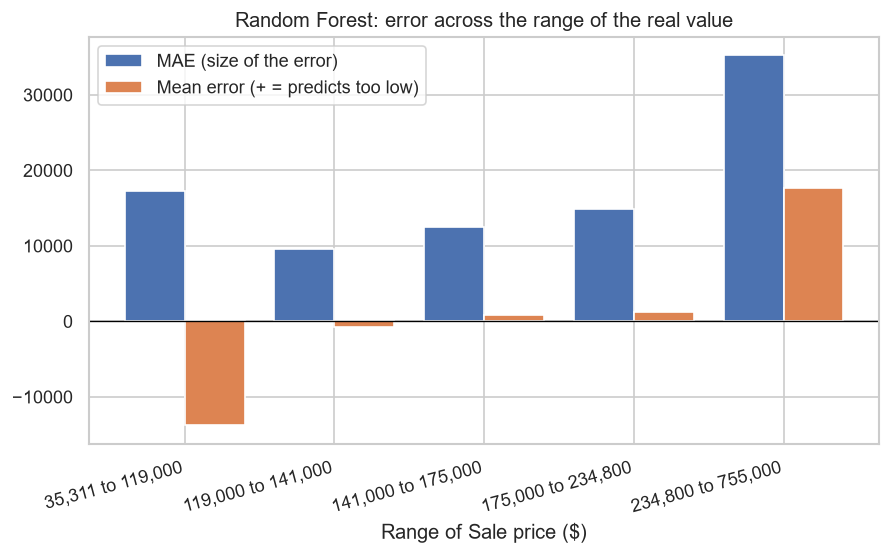 Random Forest: error across the range of the real value
MAE (size of the error)
Mean error (+ = predicts too low)
30000
20000
10000
0
−10000
35,311 to 119,000
119,000 to 141,000
141,000 to 175,000
175,000 to 234,800
234,800 to 755,000
Range of Sale price ($)